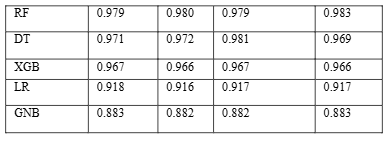 RF 0.979 0.980 0.979 0.983
DT 0.971 0.972 0.981 0.969
XGB 0.967 0.966 0.967 0.966
LR 0.918 0.916 0.917 0.917
GNB 0.883 0.882 0.882 0.883